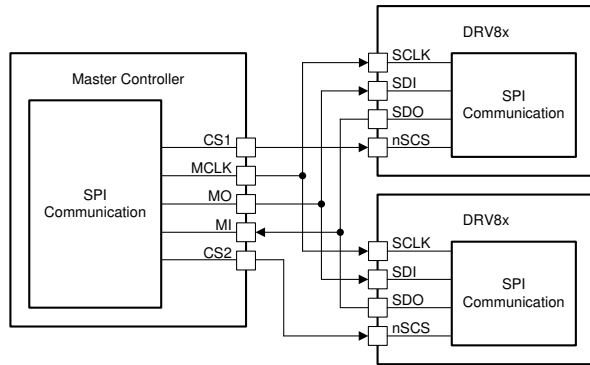 Master Controller
SPI
Communication
CS1
MCLK
MO
MI
CS2
DRV8x
SCLK
SDI
SDO
nSCS
SPI
Communication
DRV8x
SCLK
SDI
SDO
nSCS
SPI
Communication